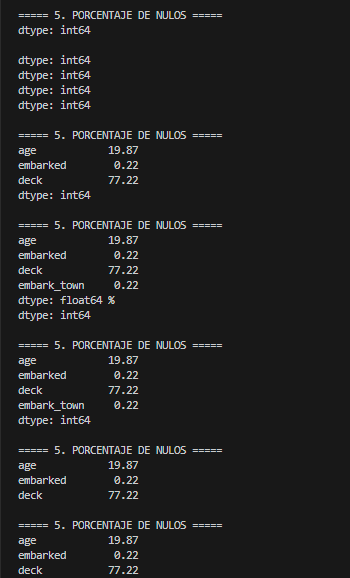 ===== 5. PORCENTAJE DE NULOS =====
dtype: int64
dtype: int64
dtype: int64
dtype: int64
dtype: int64
===== 5. PORCENTAJE DE NULOS =====
age 19.87
embarked 0.22
deck 77.22
dtype: int64
===== 5. PORCENTAJE DE NULOS =====
age 19.87
embarked 0.22
deck 77.22
embark_town 0.22
dtype: float64 %
dtype: int64
===== 5. PORCENTAJE DE NULOS =====
age 19.87
embarked 0.22
deck 77.22
embark_town 0.22
dtype: int64
===== 5. PORCENTAJE DE NULOS =====
age 19.87
embarked 0.22
deck 77.22
===== 5. PORCENTAJE DE NULOS =====
age 19.87
embarked 0.22
deck 77.22